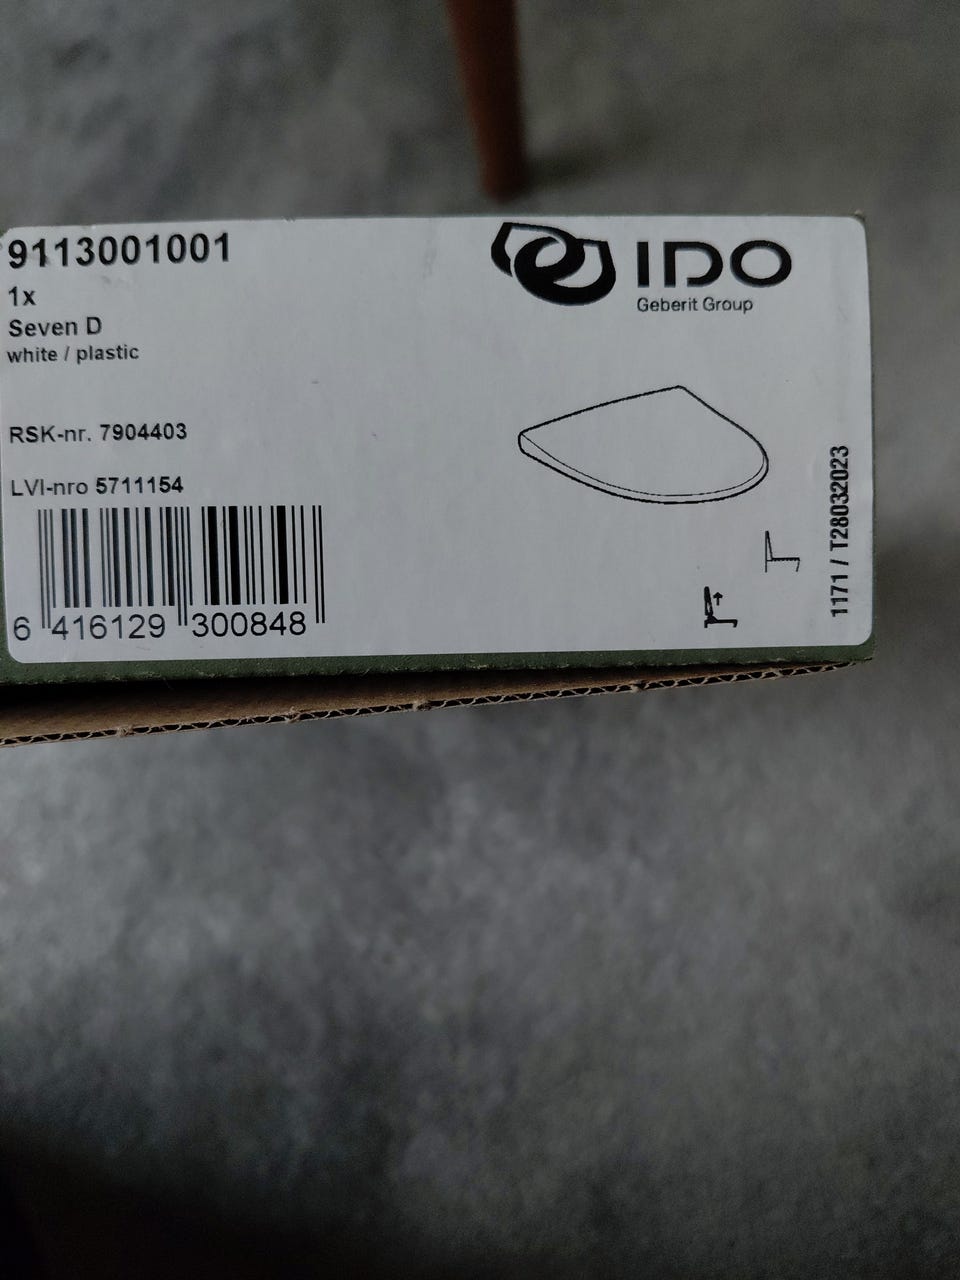 9113001001
1x
Seven D
white / plastic
RSK-nr. 7904403
LVI-nro 5711154
6 416129 300848
IDO
Geberit Group
1171 / T28032023